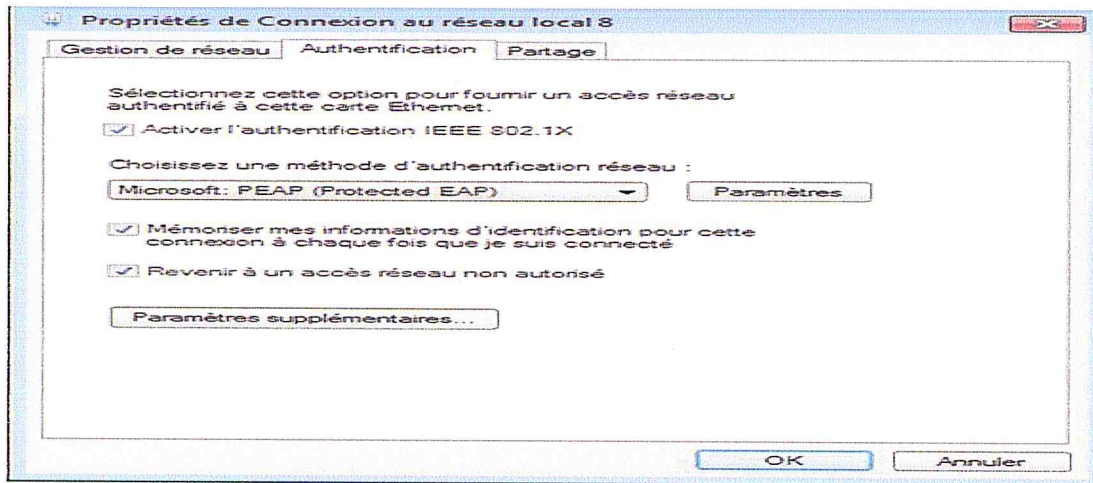 Propriétés de Connexion au réseau local 8
Gestion de réseau Authentification Partage
Sélectionnez cette option pour fournir un accès réseau
authentifié à cette carte Ethernet.
Activer l'authentification IEEE 802.1X
Choisissez une méthode d'authentification réseau :
Microsoft: PEAP (Protected EAP) Paramètres
Mémoriser mes informations d'identification pour cette
connexion à chaque fois que je suis connecté
Revenir à un accès réseau non autorisé
Paramètres supplémentaires...
OK Annuler